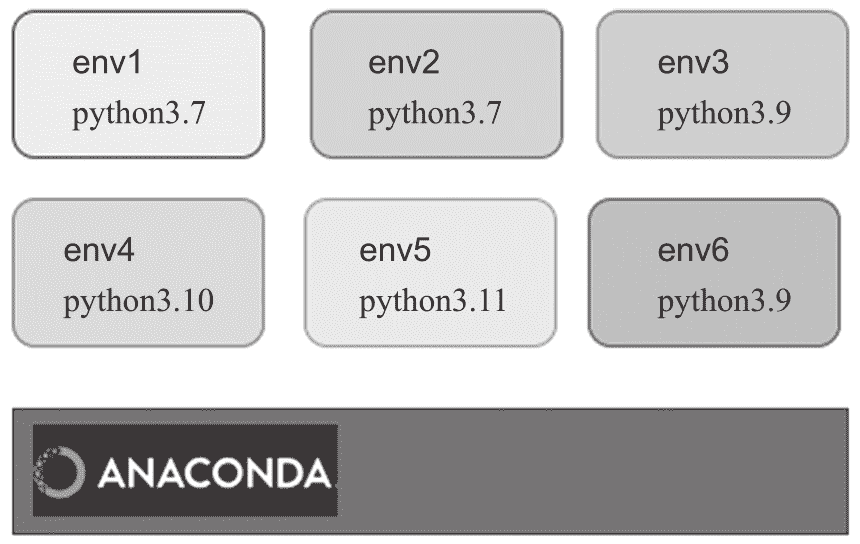 env1
python3.7
env2
python3.7
env3
python3.9
env4
python3.10
env5
python3.11
env6
python3.9
ANACONDA